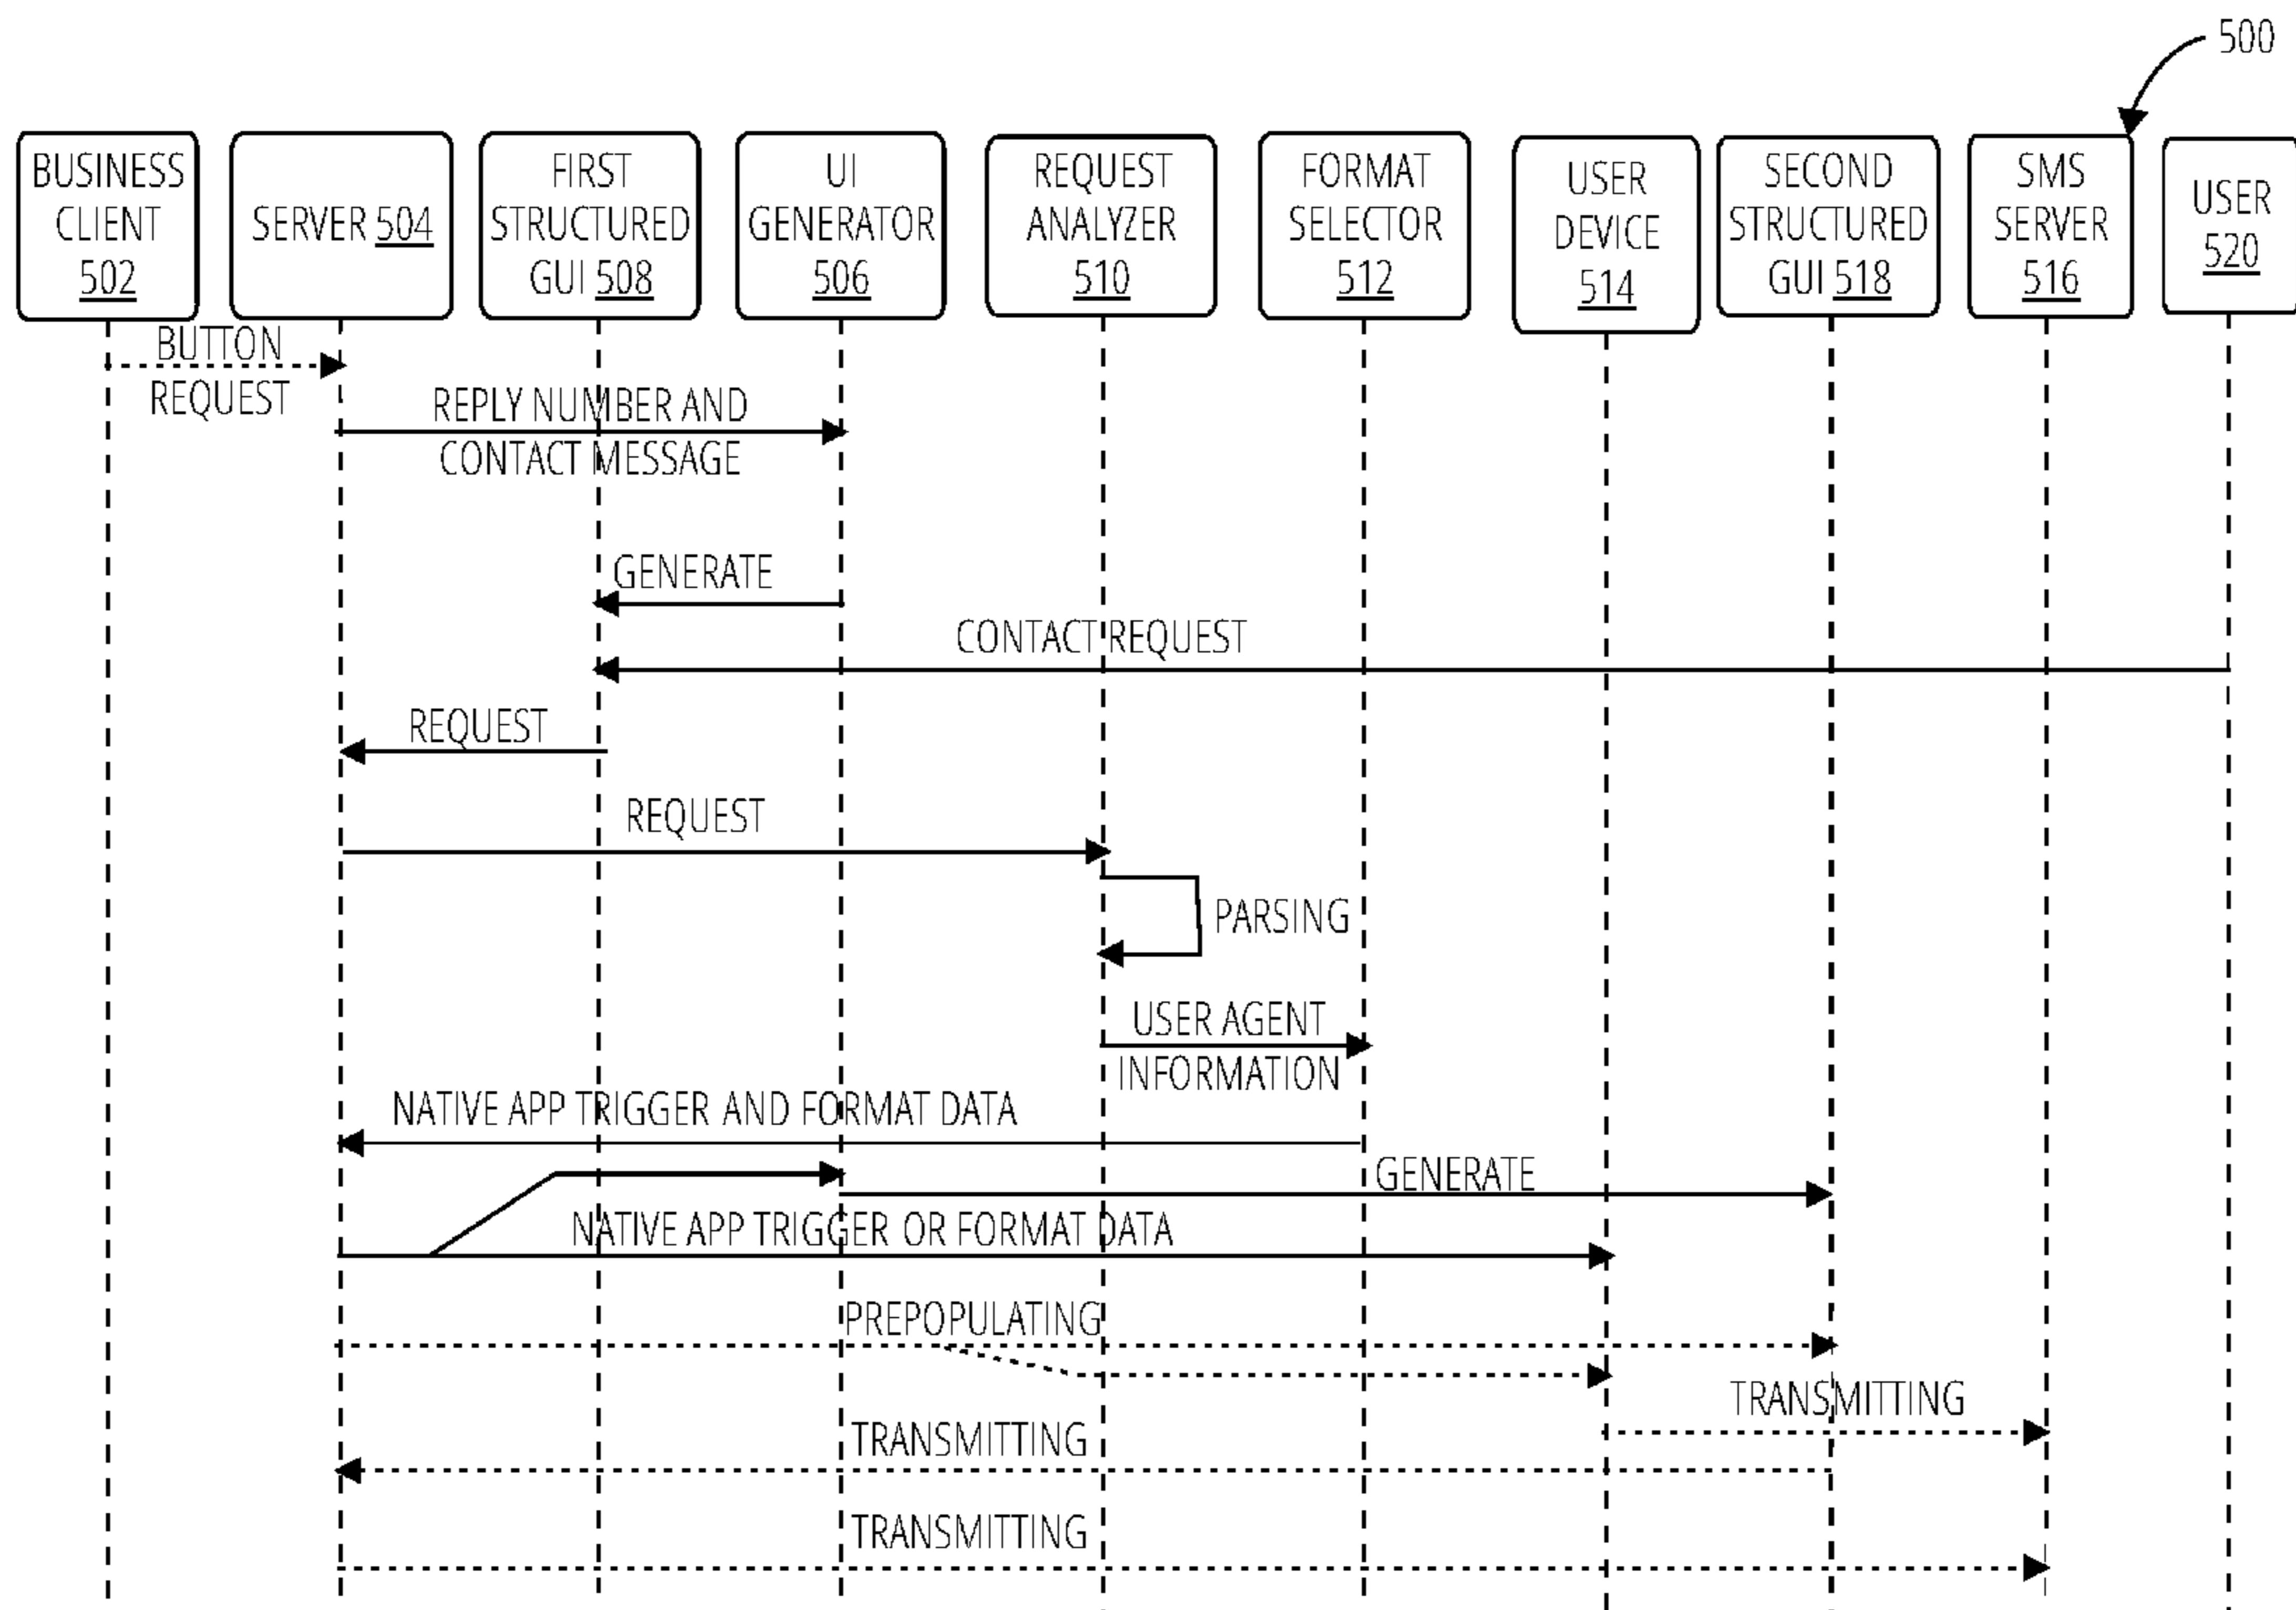 500
BUSINESS
CLIENT
502
SERVER 504
FIRST
STRUCTURED
GUI 508
UI
GENERATOR
506
REQUEST
ANALYZER
510
FORMAT
SELECTOR
512
USER
DEVICE
514
SECOND
STRUCTURED
GUI 518
SMS
SERVER
516
USER
520
BUTTON
REQUEST
REPLY NUMBER AND
CONTACT MESSAGE
GENERATE
CONTACT REQUEST
REQUEST
REQUEST
PARSING
USER AGENT
INFORMATION
NATIVE APP TRIGGER AND FORMAT DATA
GENERATE
NATIVE APP TRIGGER OR FORMAT DATA
PREPOPULATING
TRANSMITTING
TRANSMITTING
TRANSMITTING